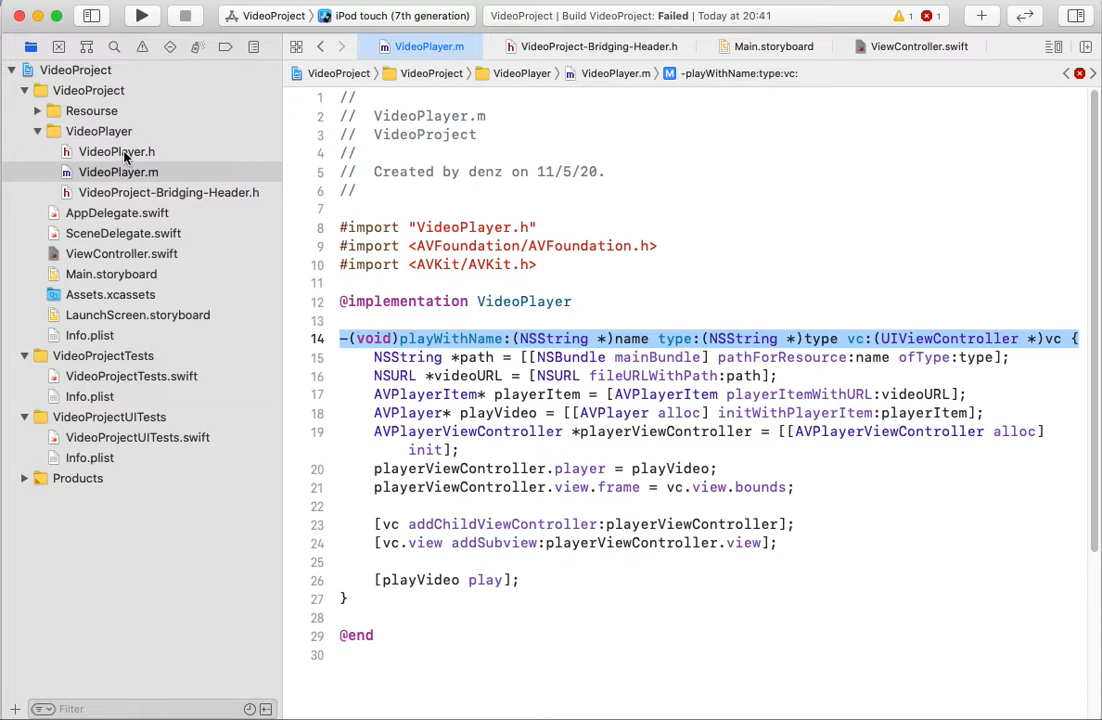 VideoProject
iPod touch (7th generation)
VideoProject | Build VideoProject: Failed | Today at 20:41
1
1
VideoPlayer.m
VideoProject-Bridging-Header.h
Main.storyboard
ViewController.swift
VideoProject
VideoProject
VideoPlayer
VideoPlayer.m
M
-playWithName:type:vc:
VideoProject
VideoProject
Resourse
VideoPlayer
h VideoPlayer.h
m VideoPlayer.m
h VideoProject-Bridging-Header.h
AppDelegate.swift
SceneDelegate.swift
ViewController.swift
Main.storyboard
Assets.xcassets
LaunchScreen.storyboard
Info.plist
VideoProjectTests
VideoProjectTests.swift
Info.plist
VideoProjectUITests
VideoProjectUITests.swift
Info.plist
Products
Filter
1 //
2 // VideoPlayer.m
3 // VideoProject
4 //
5 // Created by denz on 11/5/20.
6 //
7
8 #import "VideoPlayer.h"
9 #import <AVFoundation/AVFoundation.h>
10 #import <AVKit/AVKit.h>
11
12 @implementation VideoPlayer
13
14 -(void)playWithName:(NSString *)name type:(NSString *)type vc:(UIViewController *)vc {
15 NSString *path = [[NSBundle mainBundle] pathForResource:name ofType:type];
16 NSURL *videoURL = [NSURL fileURLWithPath:path];
17 AVPlayerItem* playerItem = [AVPlayerItem playerItemWithURL:videoURL];
18 AVPlayer* playVideo = [[AVPlayer alloc] initWithPlayerItem:playerItem];
19 AVPlayerViewController *playerViewController = [[AVPlayerViewController alloc]
init];
20 playerViewController.player = playVideo;
21 playerViewController.view.frame = vc.view.bounds;
22
23 [vc addChildViewController:playerViewController];
24 [vc.view addSubview:playerViewController.view];
25
26 [playVideo play];
27 }
28
29 @end
30